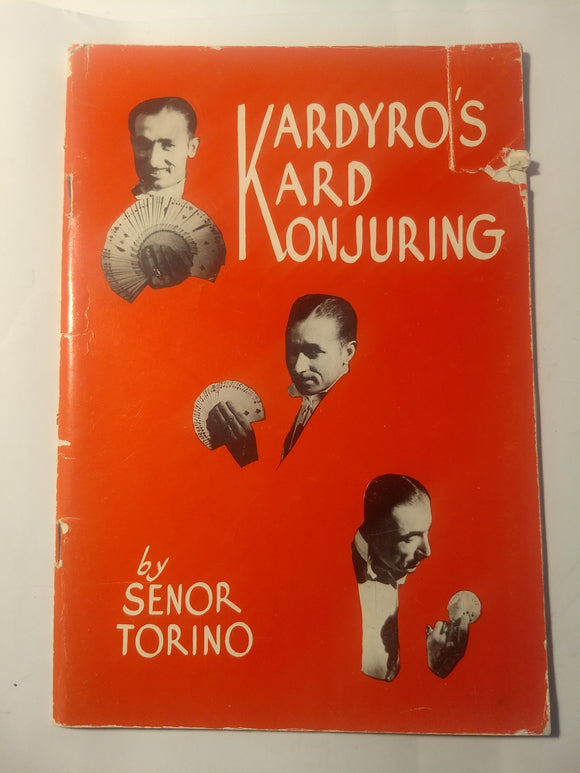 KARDYRO'S
KARD
KONJURING
by
SENOR
TORINO